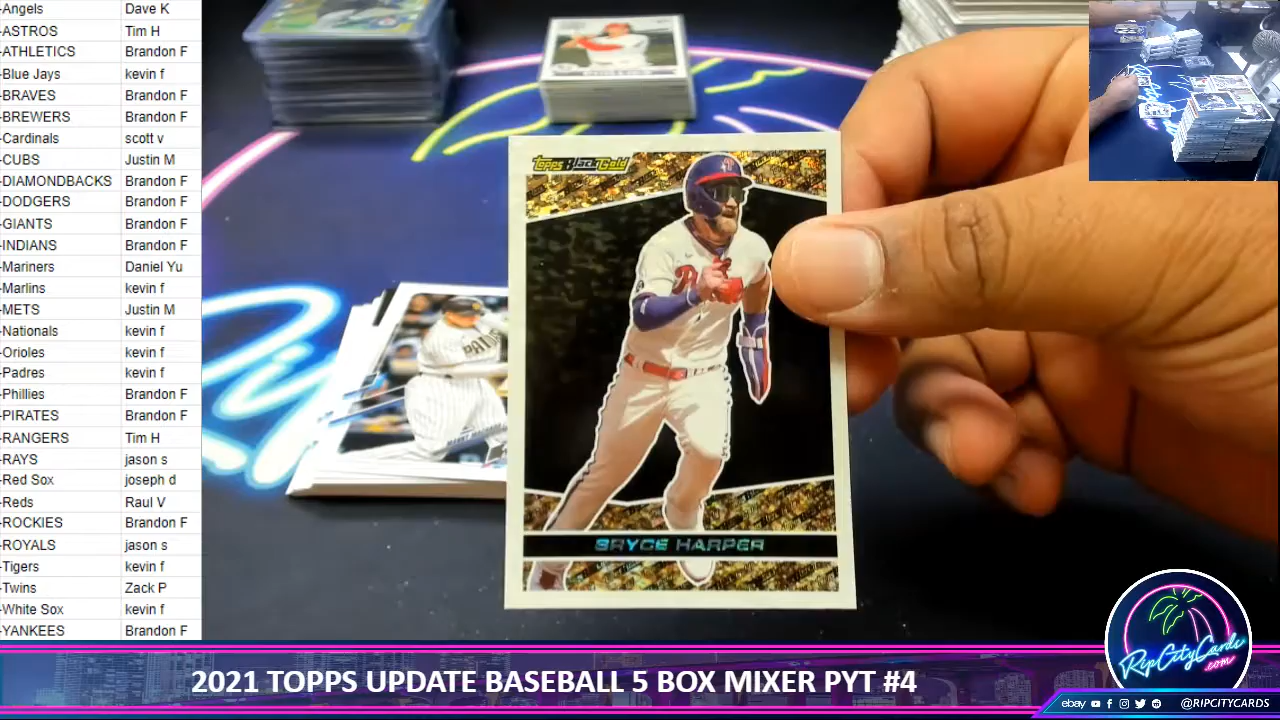 -Angels Dave K
-ASTROS Tim H
-ATHLETICS Brandon F
-Blue Jays kevin f
-BRAVES Brandon F
-BREWERS Brandon F
-Cardinals scott v
-CUBS Justin M
-DIAMONDBACKS Brandon F
-DODGERS Brandon F
-GIANTS Brandon F
-INDIANS Brandon F
-Mariners Daniel Yu
-Marlins kevin f
-METS Justin M
-Nationals kevin f
-Orioles kevin f
-Padres kevin f
-Phillies Brandon F
-PIRATES Brandon F
-RANGERS Tim H
-RAYS jason s
-Red Sox joseph d
-Reds Raul V
-ROCKIES Brandon F
-ROYALS jason s
-Tigers kevin f
-Twins Zack P
-White Sox kevin f
-YANKEES Brandon F
Topps Black Gold
P
BRYCE HARPER
RipCityCards
.com
2021 TOPPS UPDATE BASEBALL 5 BOX MIXER PYT #4
ebay @RIPCITYCARDS